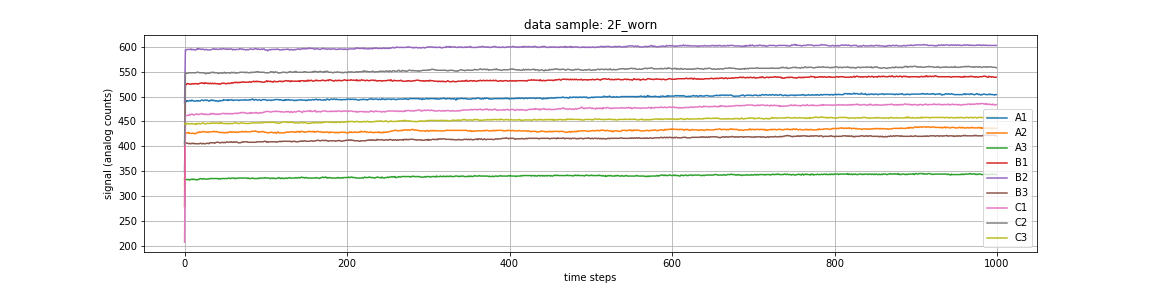 data sample: 2F_worn
signal (analog counts)
600
550
500
450
400
350
300
250
200
0
200
400
600
800
1000
time steps
A1
A2
A3
B1
B2
B3
C1
C2
C3